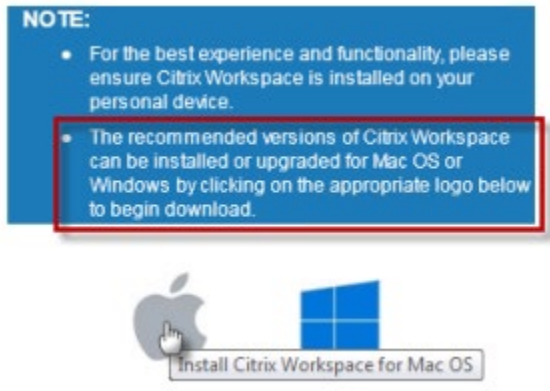 NOTE:
• For the best experience and functionality, please
ensure Citrix Workspace is installed on your
personal device.
• The recommended versions of Citrix Workspace
can be installed or upgraded for Mac OS or
Windows by clicking on the appropriate logo below
to begin download.
Install Citrix Workspace for Mac OS